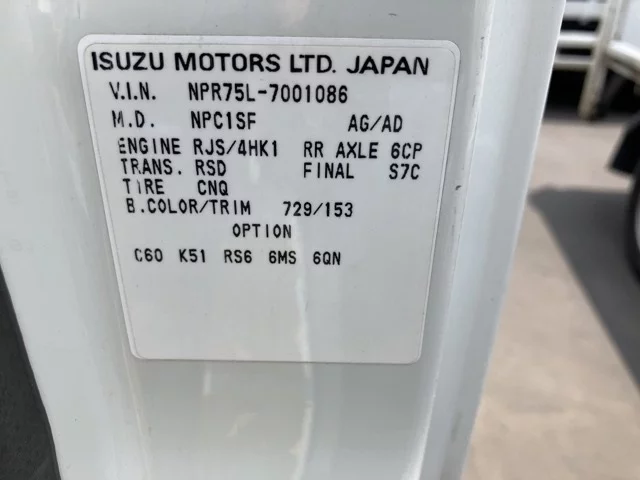 ISUZU MOTORS LTD. JAPAN
V.I.N. NPR75L-7001086
M.D. NPC1SF AG/AD
ENGINE RJS/4HK1 RR AXLE 6CP
TRANS. RSD FINAL S7C
TIRE CNQ
B.COLOR/TRIM 729/153
OPTION
C60 K51 RS6 6MS 6QN